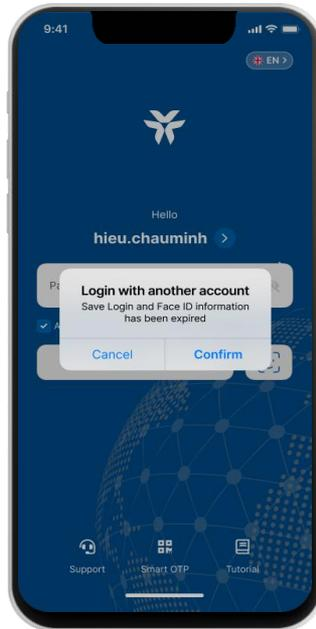 9:41
EN >
Hello
hieu.chauminh >
Pa
Login with another account
Save Login and Face ID information
has been expired
A
Cancel
Confirm
Support
Smart OTP
Tutorial